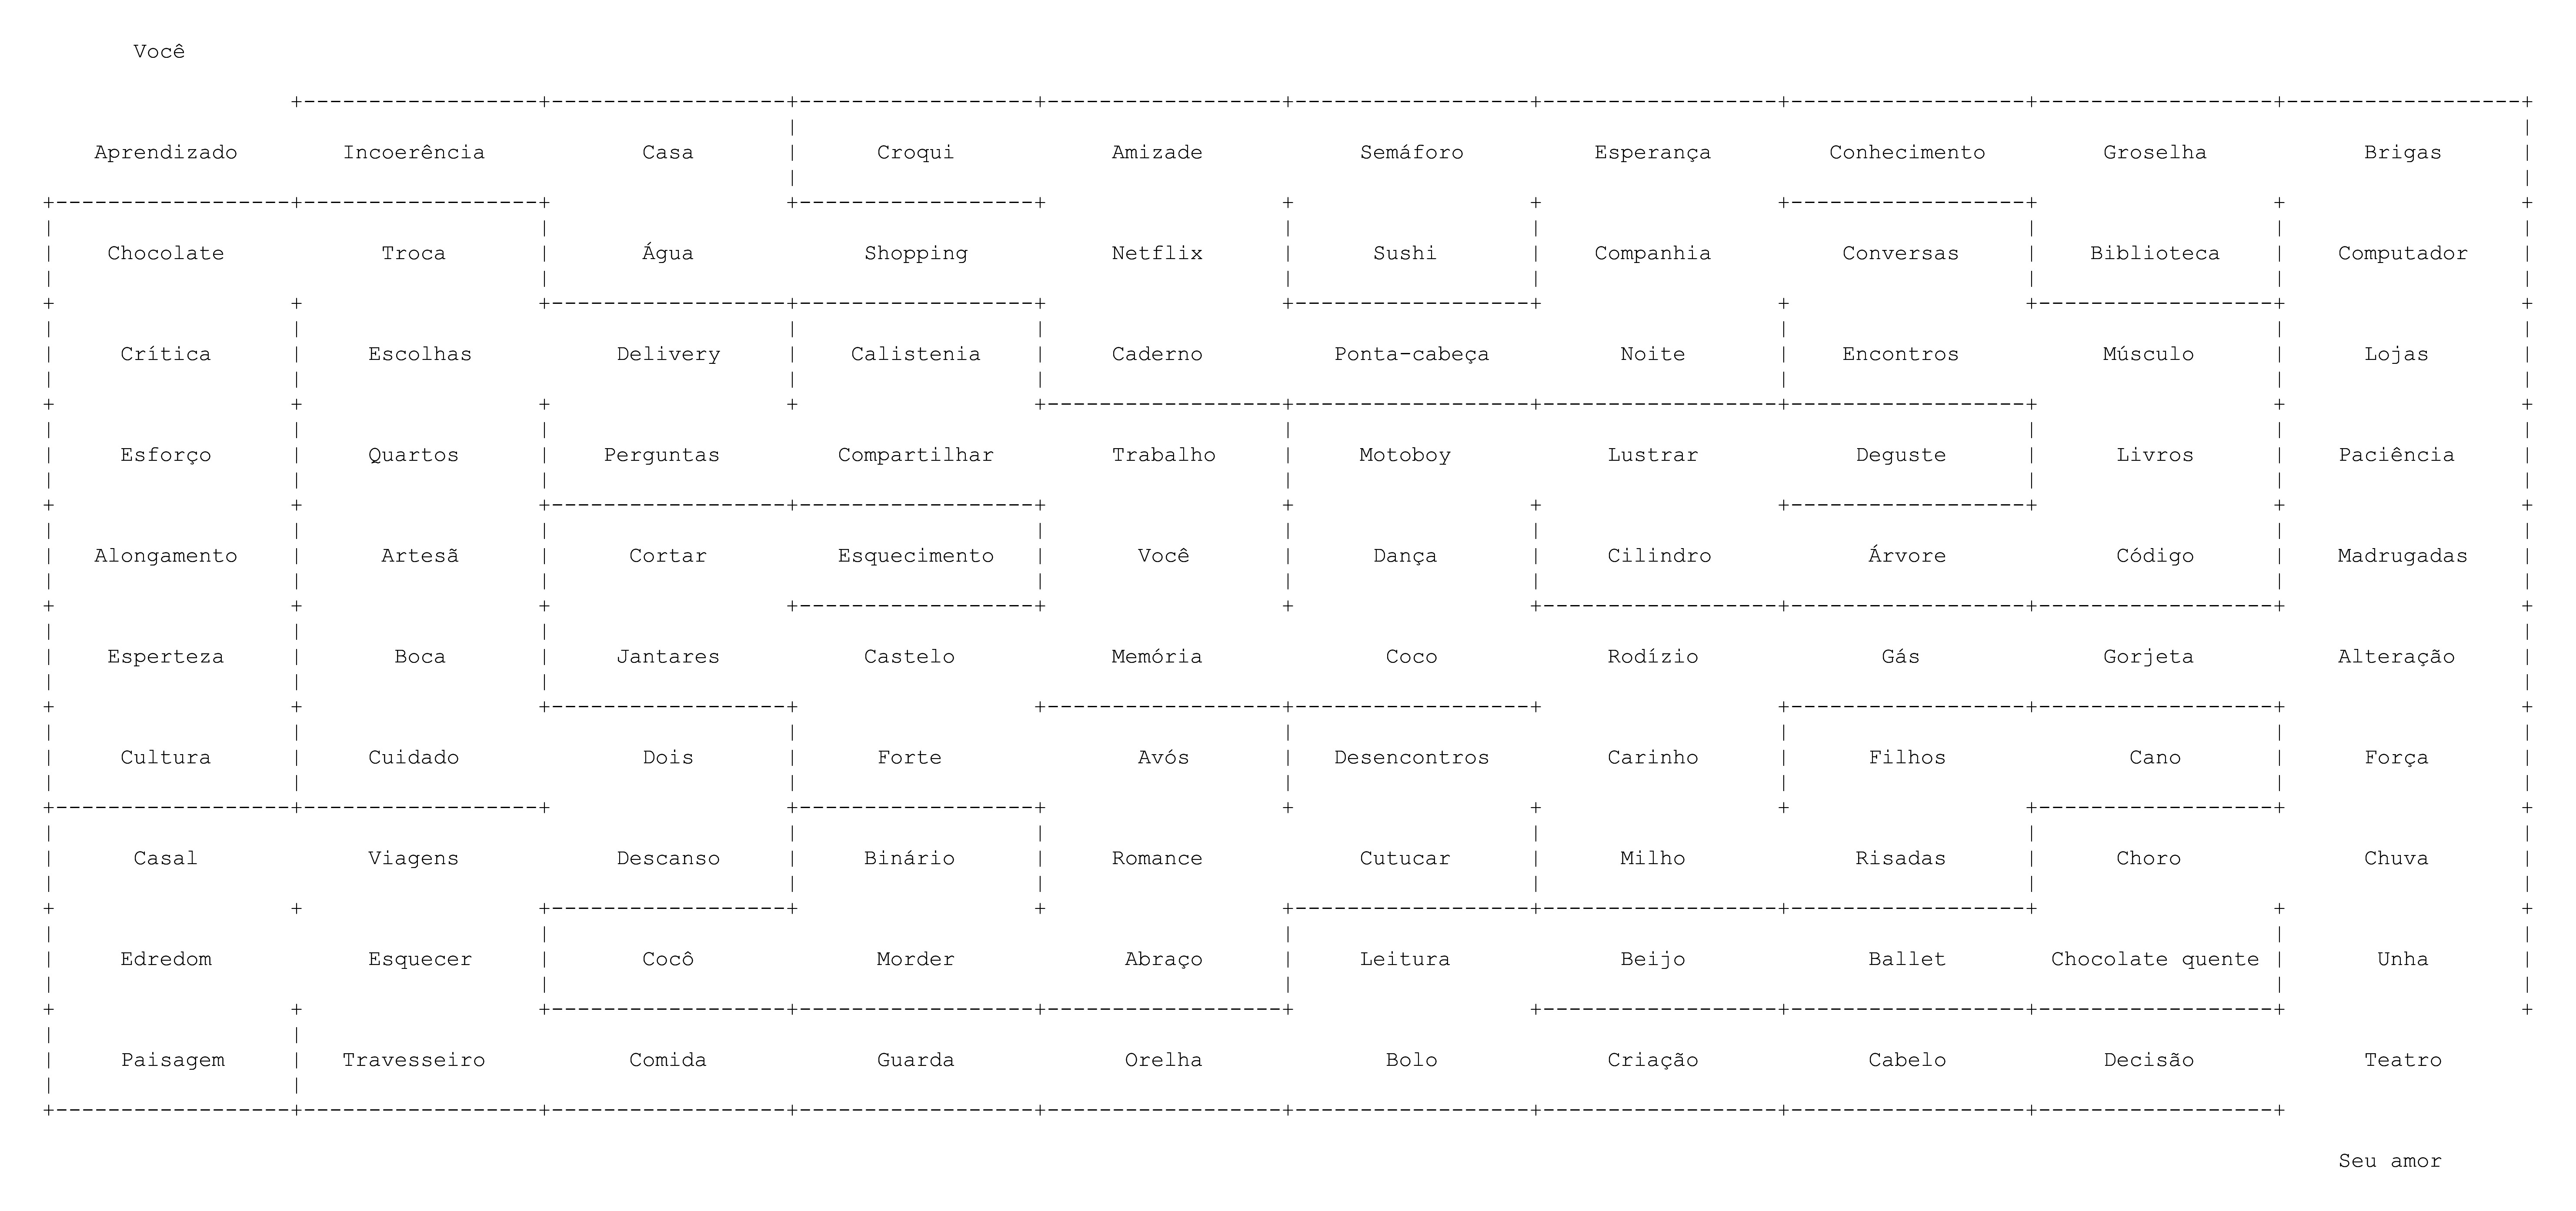 Você
Aprendizado Incoerência Casa Croqui Amizade Semáforo Esperança Conhecimento Groselha Brigas
Chocolate Troca Água Shopping Netflix Sushi Companhia Conversas Biblioteca Computador
Crítica Escolhas Delivery Calistenia Caderno Ponta-cabeça Noite Encontros Músculo Lojas
Esforço Quartos Perguntas Compartilhar Trabalho Motoboy Lustrar Deguste Livros Paciência
Alongamento Artesã Cortar Esquecimento Você Dança Cilindro Árvore Código Madrugadas
Esperteza Boca Jantares Castelo Memória Coco Rodízio Gás Gorjeta Alteração
Cultura Cuidado Dois Forte Avós Desencontros Carinho Filhos Cano Força
Casal Viagens Descanso Binário Romance Cutucar Milho Risadas Choro Chuva
Edredom Esquecer Cocô Morder Abraço Leitura Beijo Ballet Chocolate quente Unha
Paisagem Travesseiro Comida Guarda Orelha Bolo Criação Cabelo Decisão Teatro
Seu amor